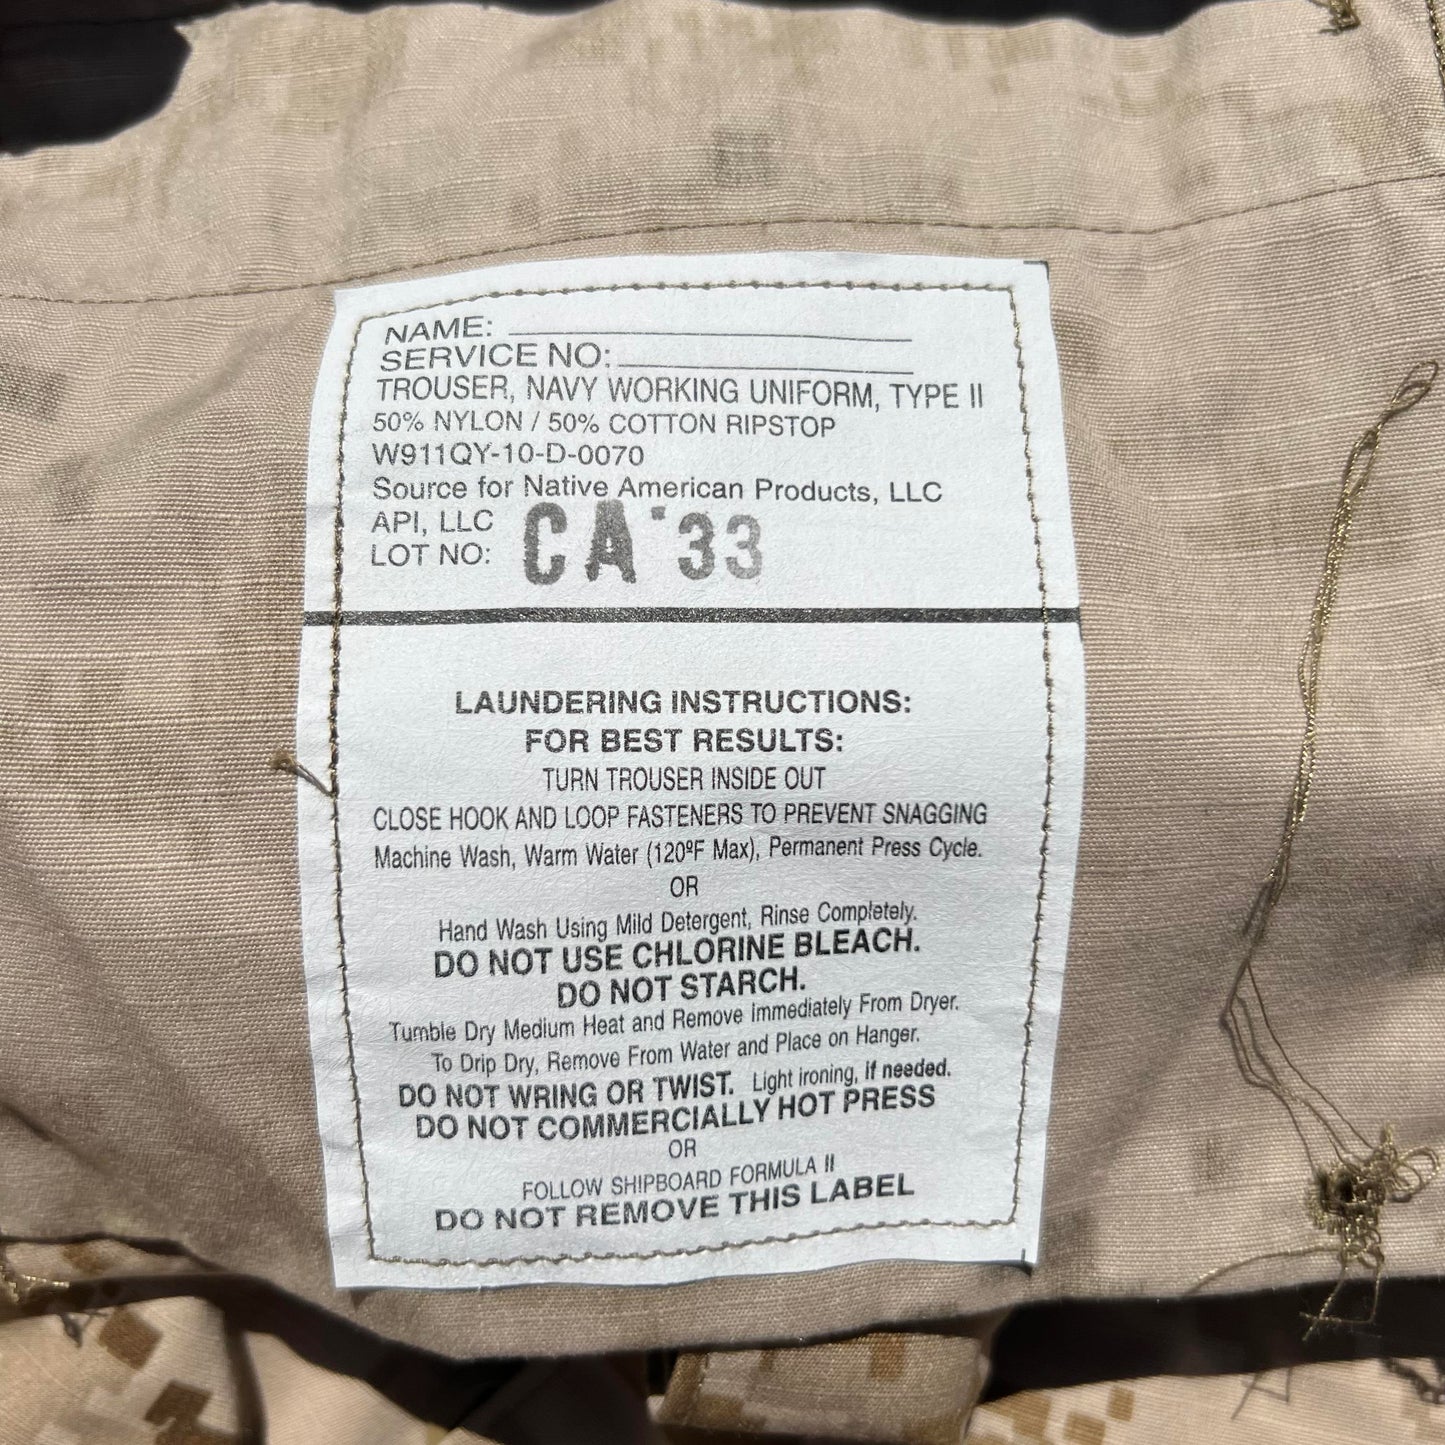 NAME:
SERVICE NO:
TROUSER, NAVY WORKING UNIFORM, TYPE II
50% NYLON / 50% COTTON RIPSTOP
W911QY-10-D-0070
Source for Native American Products, LLC
API, LLC
LOT NO: CA 33
LAUNDERING INSTRUCTIONS:
FOR BEST RESULTS:
TURN TROUSER INSIDE OUT
CLOSE HOOK AND LOOP FASTENERS TO PREVENT SNAGGING
Machine Wash, Warm Water (120ºF Max), Permanent Press Cycle.
OR
Hand Wash Using Mild Detergent, Rinse Completely.
DO NOT USE CHLORINE BLEACH.
DO NOT STARCH.
Tumble Dry Medium Heat and Remove Immediately From Dryer.
To Drip Dry, Remove From Water and Place on Hanger.
DO NOT WRING OR TWIST. Light ironing, if needed.
DO NOT COMMERCIALLY HOT PRESS
OR
FOLLOW SHIPBOARD FORMULA II
DO NOT REMOVE THIS LABEL